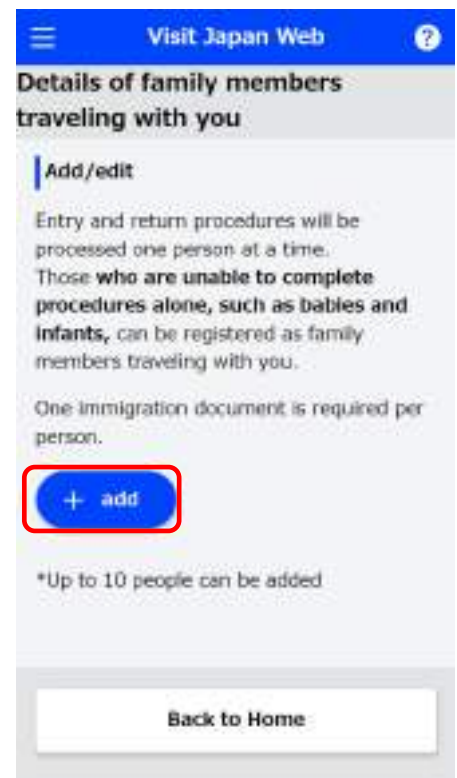 Visit Japan Web ?
Details of family members
traveling with you
Add/edit
Entry and return procedures will be
processed one person at a time.
Those who are unable to complete
procedures alone, such as babies and
infants, can be registered as family
members traveling with you.
One immigration document is required per
person.
+ add
*Up to 10 people can be added
Back to Home